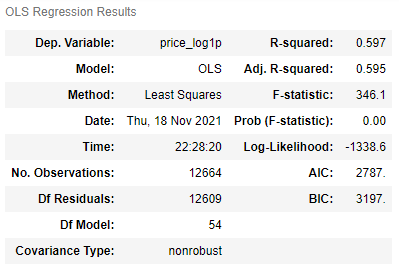 OLS Regression Results
Dep. Variable: price_log1p R-squared: 0.597
Model: OLS Adj. R-squared: 0.595
Method: Least Squares F-statistic: 346.1
Date: Thu, 18 Nov 2021 Prob (F-statistic): 0.00
Time: 22:28:20 Log-Likelihood: -1338.6
No. Observations: 12664 AIC: 2787.
Df Residuals: 12609 BIC: 3197.
Df Model: 54
Covariance Type: nonrobust